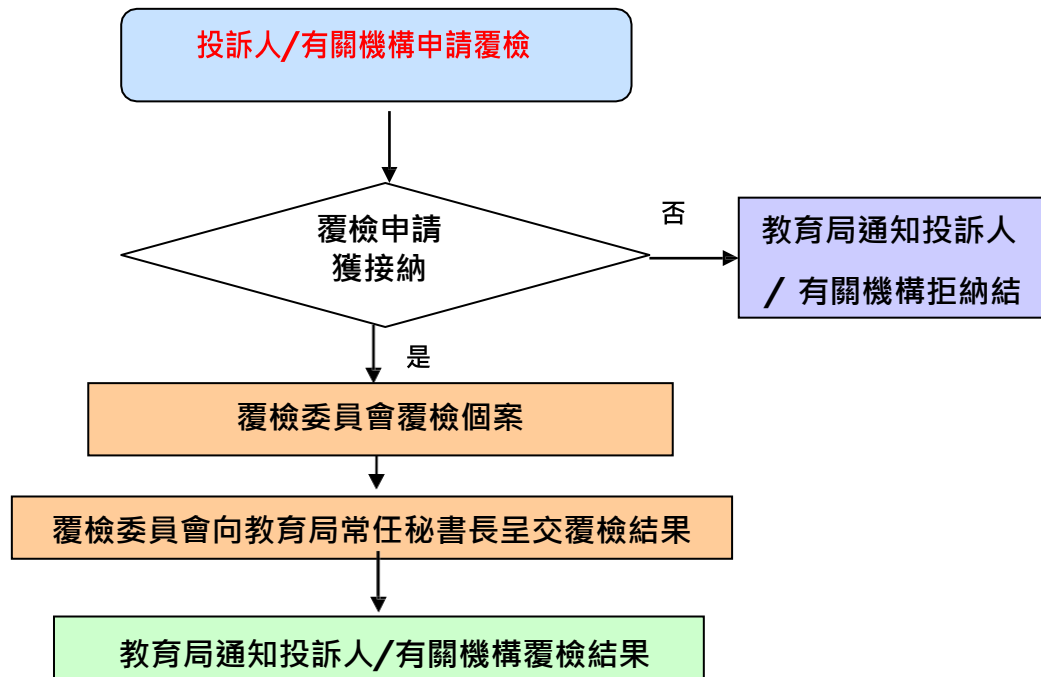 投訴人/有關機構申請覆檢
覆檢申請
獲接納
否
教育局通知投訴人
/ 有關機構拒納結
是
覆檢委員會覆檢個案
覆檢委員會向教育局常任秘書長呈交覆檢結果
教育局通知投訴人/有關機構覆檢結果